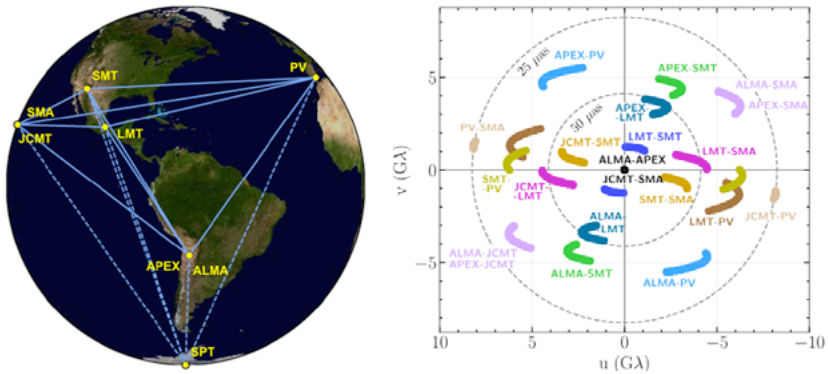 PV
SMT
SMA
JCMT
LMT
APEX
ALMA
SPT
v (Gλ)
5
0
−5
10
5
0
−5
−10
u (Gλ)
25 μas
50 μas
APEX-PV
APEX-SMT
ALMA-SMA
APEX-SMA
APEX
-LMT
PV-SMA
JCMT-SMT
LMT-SMT
LMT-SMA
ALMA-APEX
JCMT-SMA
SMT
-PV
JCMT
-LMT
SMT-SMA
LMT-PV
JCMT-PV
ALMA-
LMT
ALMA-JCMT
APEX-JCMT
ALMA-SMT
ALMA-PV